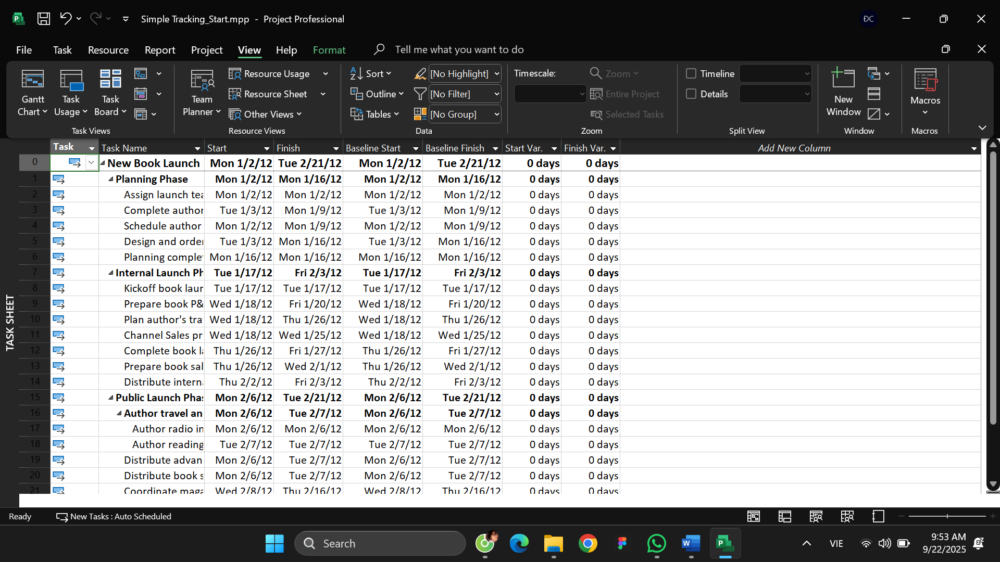 Simple Tracking_Start.mpp - Project Professional
ĐC
File Task Resource Report Project View Help Format Tell me what you want to do
Gantt Chart
Task Usage
Task Board
Task Views
Team Planner
Resource Usage
Resource Sheet
Other Views
Resource Views
Sort
Outline
Tables
[No Highlight]
[No Filter]
[No Group]
Data
Timescale:
Zoom
Entire Project
Selected Tasks
Zoom
Timeline
Details
Split View
New Window
Window
Macros
Macros
Task Task Name Start Finish Baseline Start Baseline Finish Start Var. Finish Var. Add New Column
0 New Book Launch Mon 1/2/12 Tue 2/21/12 Mon 1/2/12 Tue 2/21/12 0 days 0 days
1 Planning Phase Mon 1/2/12 Mon 1/16/12 Mon 1/2/12 Mon 1/16/12 0 days 0 days
2 Assign launch tea Mon 1/2/12 Mon 1/2/12 Mon 1/2/12 Mon 1/2/12 0 days 0 days
3 Complete author Tue 1/3/12 Mon 1/9/12 Tue 1/3/12 Mon 1/9/12 0 days 0 days
4 Schedule author Mon 1/2/12 Mon 1/9/12 Mon 1/2/12 Mon 1/9/12 0 days 0 days
5 Design and order Tue 1/3/12 Mon 1/16/12 Tue 1/3/12 Mon 1/16/12 0 days 0 days
6 Planning complet Mon 1/16/12 Mon 1/16/12 Mon 1/16/12 Mon 1/16/12 0 days 0 days
7 Internal Launch Ph Tue 1/17/12 Fri 2/3/12 Tue 1/17/12 Fri 2/3/12 0 days 0 days
8 Kickoff book laun Tue 1/17/12 Tue 1/17/12 Tue 1/17/12 Tue 1/17/12 0 days 0 days
9 Prepare book P& Wed 1/18/12 Fri 1/20/12 Wed 1/18/12 Fri 1/20/12 0 days 0 days
10 Plan author's tra Wed 1/18/12 Thu 1/26/12 Wed 1/18/12 Thu 1/26/12 0 days 0 days
11 Channel Sales pr Wed 1/18/12 Wed 1/25/12 Wed 1/18/12 Wed 1/25/12 0 days 0 days
12 Complete book la Thu 1/26/12 Fri 1/27/12 Thu 1/26/12 Fri 1/27/12 0 days 0 days
13 Prepare book sal Thu 1/26/12 Wed 2/1/12 Thu 1/26/12 Wed 2/1/12 0 days 0 days
14 Distribute intern Thu 2/2/12 Fri 2/3/12 Thu 2/2/12 Fri 2/3/12 0 days 0 days
15 Public Launch Phas Mon 2/6/12 Tue 2/21/12 Mon 2/6/12 Tue 2/21/12 0 days 0 days
16 Author travel an Mon 2/6/12 Tue 2/7/12 Mon 2/6/12 Tue 2/7/12 0 days 0 days
17 Author radio in Mon 2/6/12 Mon 2/6/12 Mon 2/6/12 Mon 2/6/12 0 days 0 days
18 Author reading Tue 2/7/12 Tue 2/7/12 Tue 2/7/12 Tue 2/7/12 0 days 0 days
19 Distribute advan Mon 2/6/12 Tue 2/7/12 Mon 2/6/12 Tue 2/7/12 0 days 0 days
20 Distribute book s Mon 2/6/12 Tue 2/7/12 Mon 2/6/12 Tue 2/7/12 0 days 0 days
21 Coordinate maga Wed 2/8/12 Thu 2/16/12 Wed 2/8/12 Thu 2/16/12 0 days 0 days
TASK SHEET
Ready New Tasks : Auto Scheduled
Search
VIE
9:53 AM
9/22/2025